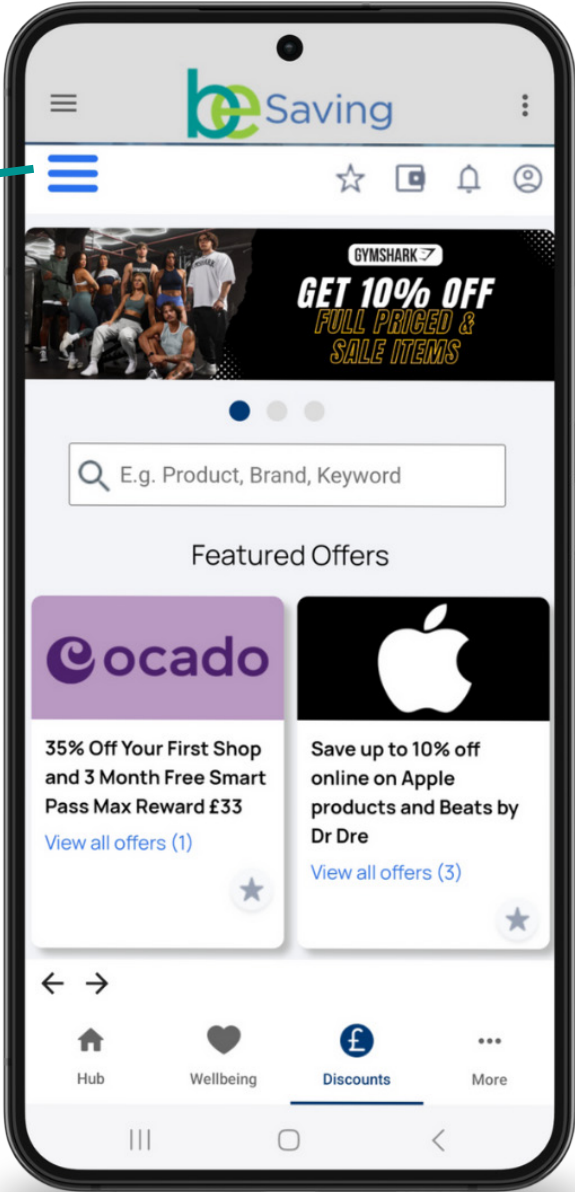 be Saving
GYMSHARK
GET 10% OFF
FULL PRICED &
SALE ITEMS
E.g. Product, Brand, Keyword
Featured Offers
ocado
35% Off Your First Shop
and 3 Month Free Smart
Pass Max Reward £33
View all offers (1)
Save up to 10% off
online on Apple
products and Beats by
Dr Dre
View all offers (3)
£
Hub
Wellbeing
Discounts
More